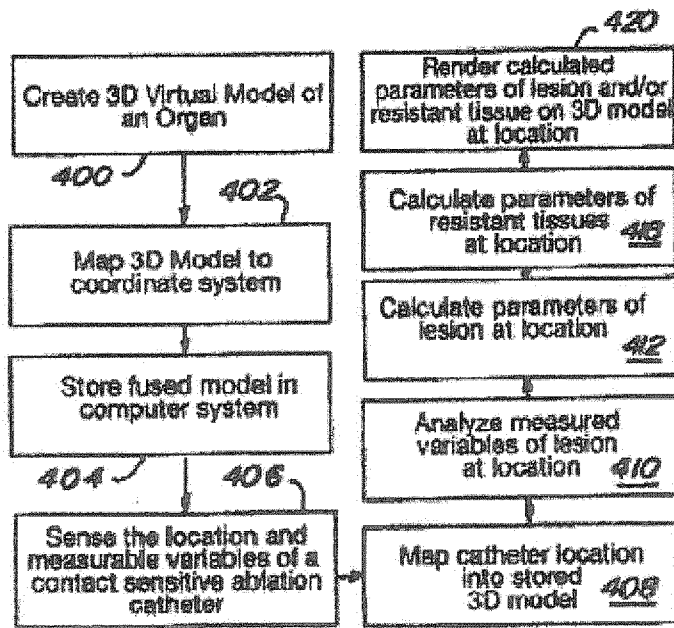 Create 3D Virtual Model of
an Organ
400
402
Map 3D Model to
coordinate system
Store fused model in
computer system
404
406
Sense the location and
measurable variables of a
contact sensitive ablation
catheter
Map catheter location
into stored
3D model
408
Analyze measured
variables of lesion
at location
410
Calculate parameters of
lesion at location
412
Calculate parameters of
resistant tissues
at location
418
420
Render calculated
parameters of lesion and/or
resistant tissue on 3D model
at location